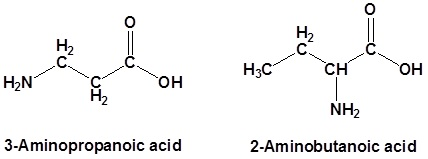 O
H2
C
C
H2N
C
H2
OH
3-Aminopropanoic acid
O
H2
C
C
H3C
CH
OH
NH2
2-Aminobutanoic acid